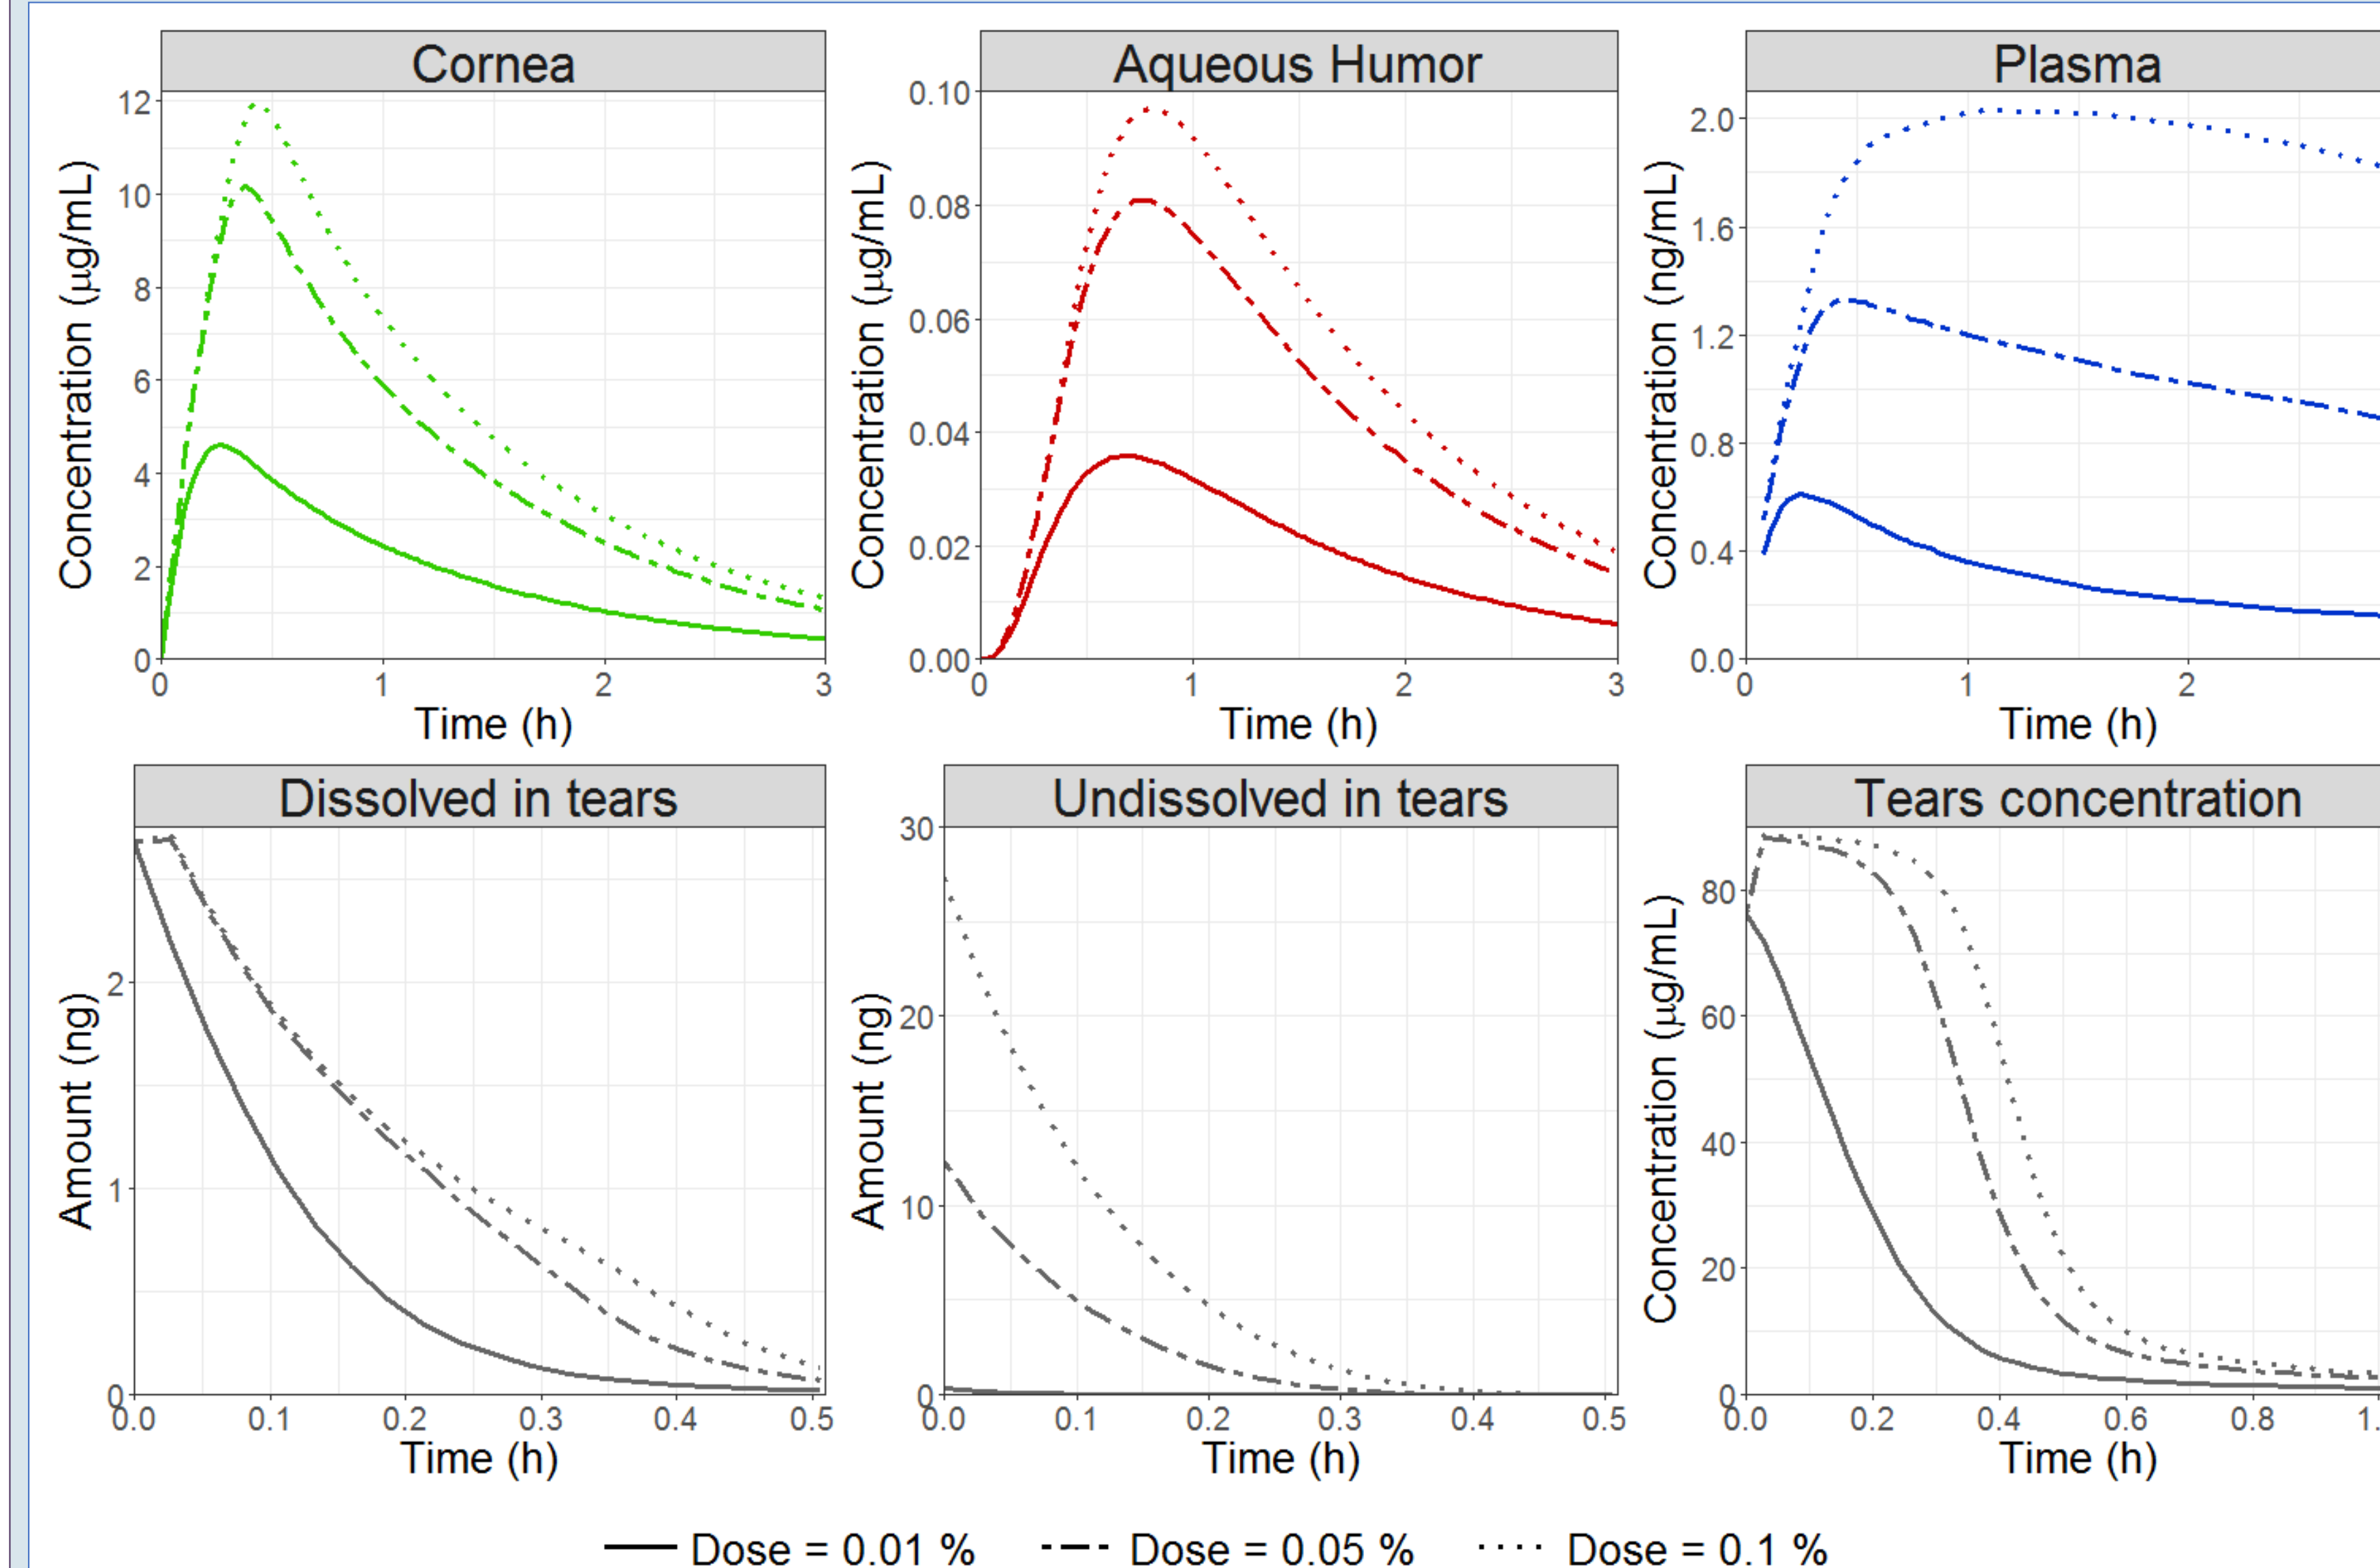 Cornea
Aqueous Humor
Plasma
Concentration (μg/mL)
12
10
8
6
4
2
0
0 1 2 3
Time (h)
Concentration (μg/mL)
0.10
0.08
0.06
0.04
0.02
0.00
0 1 2 3
Time (h)
Concentration (ng/mL)
2.0
1.6
1.2
0.8
0.4
0.0
0 1 2
Time (h)
Dissolved in tears
Undissolved in tears
Tears concentration
Amount (ng)
2
1
0
0.0 0.1 0.2 0.3 0.4 0.5
Time (h)
Amount (ng)
30
20
10
0
0.0 0.1 0.2 0.3 0.4 0.5
Time (h)
Concentration (μg/mL)
80
60
40
20
0
0.0 0.2 0.4 0.6 0.8 1.
Time (h)
Dose = 0.01 % Dose = 0.05 % Dose = 0.1 %